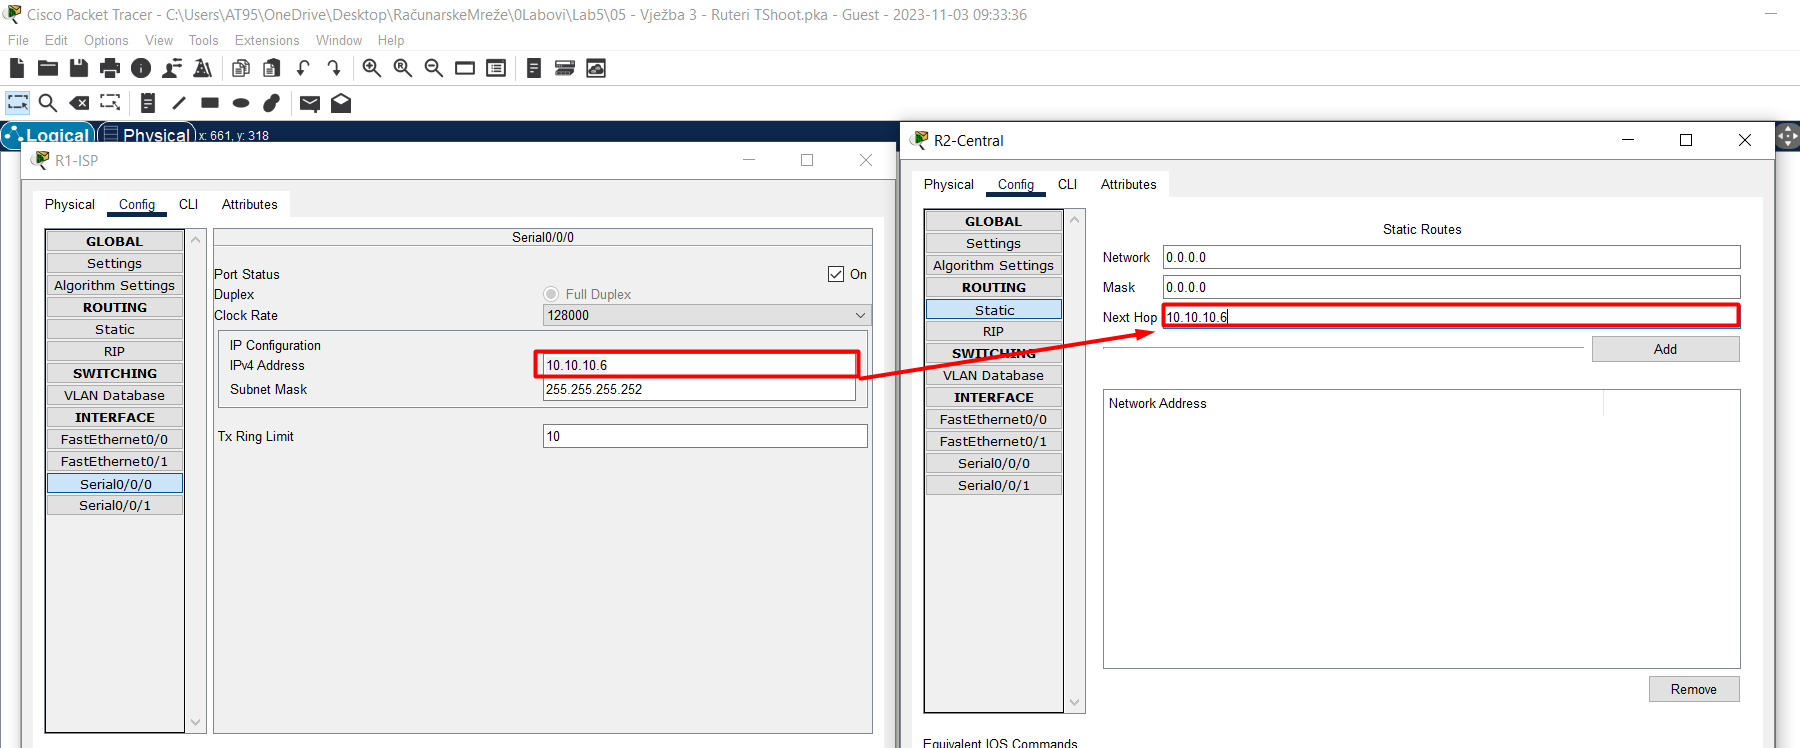 Cisco Packet Tracer - C:\Users\AT95\OneDrive\Desktop\RačunarskeMreže\0Labovi\Lab5\05 - Vježba 3 - Ruteri TShoot.pka - Guest - 2023-11-03 09:33:36
File Edit Options View Tools Extensions Window Help
Logical Physical x: 661, y: 318
R1-ISP
Physical Config CLI Attributes
GLOBAL
Settings
Algorithm Settings
ROUTING
Static
RIP
SWITCHING
VLAN Database
INTERFACE
FastEthernet0/0
FastEthernet0/1
Serial0/0/0
Serial0/0/1
Serial0/0/0
Port Status On
Duplex Full Duplex
Clock Rate 128000
IP Configuration
IPv4 Address 10.10.10.6
Subnet Mask 255.255.255.252
Tx Ring Limit 10
R2-Central
Physical Config CLI Attributes
GLOBAL
Settings
Algorithm Settings
ROUTING
Static
RIP
SWITCHING
VLAN Database
INTERFACE
FastEthernet0/0
FastEthernet0/1
Serial0/0/0
Serial0/0/1
Static Routes
Network 0.0.0.0
Mask 0.0.0.0
Next Hop 10.10.10.6
Add
Network Address
Remove
Equivalent IOS Commands